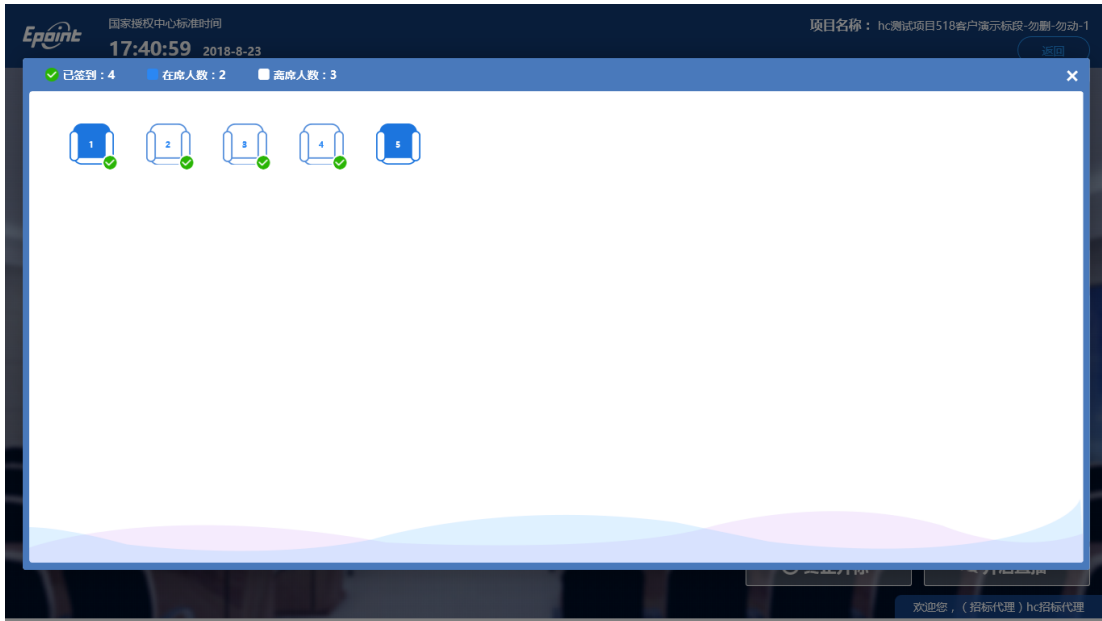 Epoint
国家授权中心标准时间
17:40:59 2018-8-23
项目名称： hc测试项目518客户演示标段-勿删-勿动-1
返回
已签到：4 在席人数：2 离席人数：3
1 2 3 4 5
欢迎您，（招标代理）hc招标代理